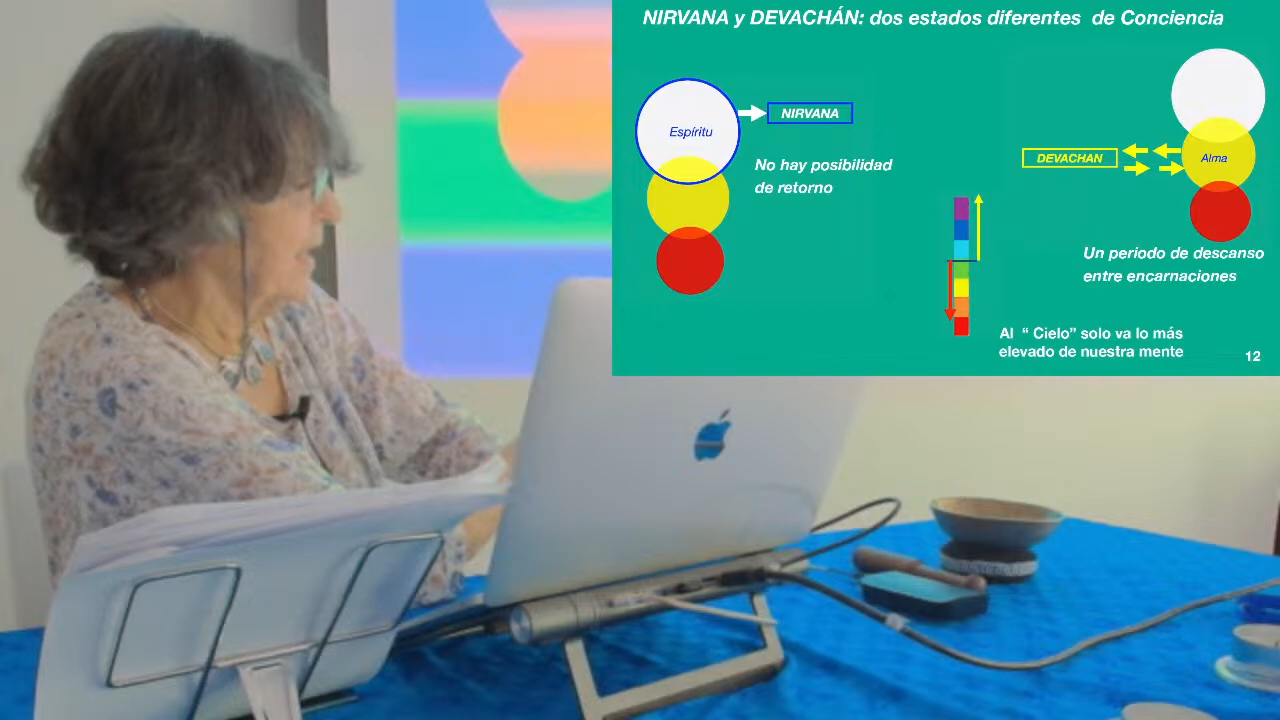 NIRVANA y DEVACHÁN: dos estados diferentes de Conciencia
Espíritu
NIRVANA
No hay posibilidad
de retorno
DEVACHAN
Alma
Un periodo de descanso
entre encarnaciones
Al “ Cielo” solo va lo más
elevado de nuestra mente
12